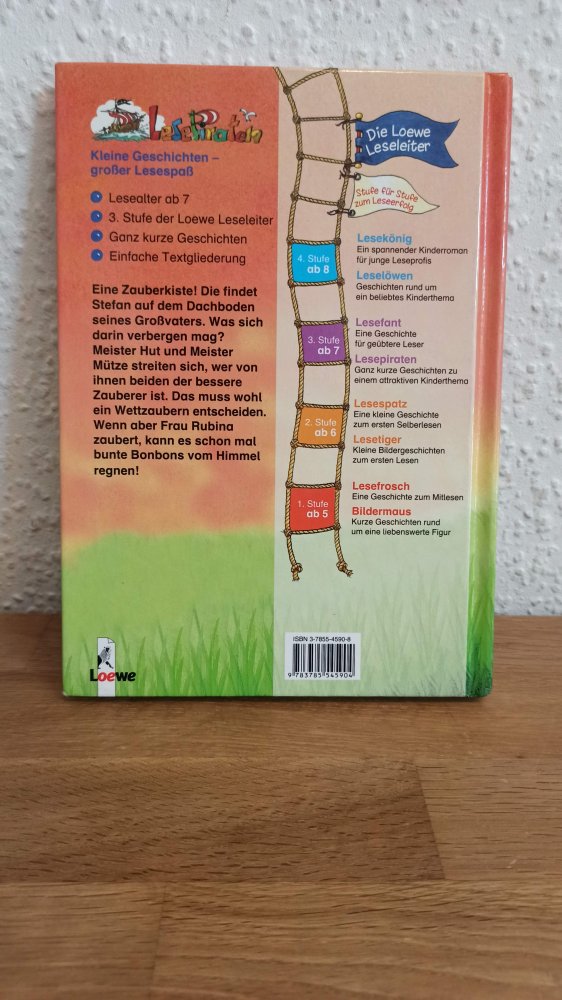 Lesepiraten
Kleine Geschichten –
großer Lesespaß
Lesealter ab 7
3. Stufe der Loewe Leseleiter
Ganz kurze Geschichten
Einfache Textgliederung
Eine Zauberkiste! Die findet
Stefan auf dem Dachboden
seines Großvaters. Was sich
darin verbergen mag?
Meister Hut und Meister
Mütze streiten sich, wer von
ihnen beiden der bessere
Zauberer ist. Das muss wohl
ein Wettzaubern entscheiden.
Wenn aber Frau Rubina
zaubert, kann es schon mal
bunte Bonbons vom Himmel
regnen!
Loewe
Die Loewe
Leseleiter
Stufe für Stufe
zum Leseerfolg
4. Stufe
ab 8
Lesekönig
Ein spannender Kinderroman
für junge Leseprofis
Leselöwen
Geschichten rund um
ein beliebtes Kinderthema
3. Stufe
ab 7
Lesefant
Eine Geschichte
für geübtere Leser
Lesepiraten
Ganz kurze Geschichten zu
einem attraktiven Kinderthema
2. Stufe
ab 6
Lesespatz
Eine kleine Geschichte
zum ersten Selberlesen
Lesetiger
Kleine Bildergeschichten
zum ersten Lesen
1. Stufe
ab 5
Lesefrosch
Eine Geschichte zum Mitlesen
Bildermaus
Kurze Geschichten rund
um eine liebenswerte Figur
ISBN 3-7855-4590-8
9 783785 545904